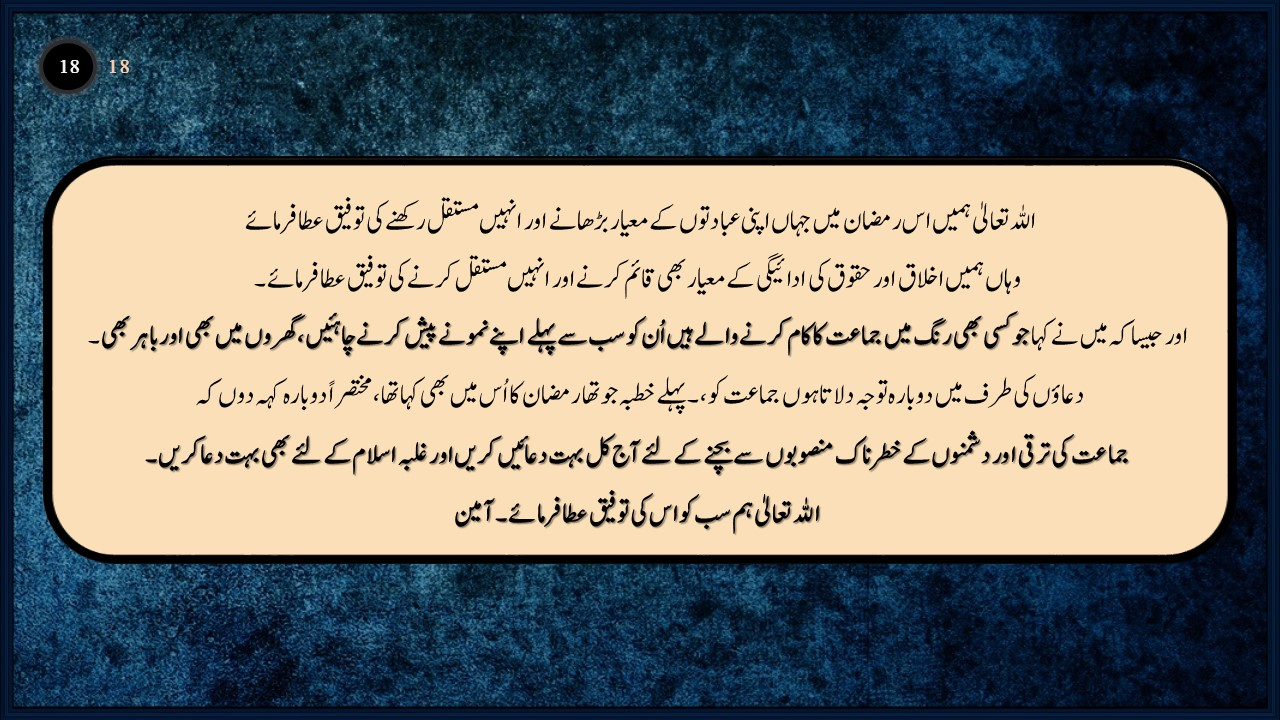 18 18
اللہ تعالیٰ ہمیں اس رمضان میں جہاں اپنی عبادتوں کے معیار بڑھانے اور انہیں مستقل رکھنے کی توفیق عطا فرمائے
وہاں ہمیں اخلاق اور حقوق کی ادائیگی کے معیار بھی قائم کرنے اور انہیں مستقل کرنے کی توفیق عطا فرمائے۔
اور جیسا کہ میں نے کہا جو کسی بھی رنگ میں جماعت کا کام کرنے والے ہیں اُن کو سب سے پہلے اپنے نمونے پیش کرنے چاہئیں، گھروں میں بھی اور باہر بھی۔
دعاؤں کی طرف میں دوبارہ توجہ دلاتا ہوں جماعت کو،۔ پہلے خطبہ جو تھا رمضان کا اُس میں بھی کہا تھا، مختصراً دوبارہ کہہ دوں کہ
جماعت کی ترقی اور دشمنوں کے خطرناک منصوبوں سے بچنے کے لئے آج کل بہت دعائیں کریں اور غلبہ اسلام کے لئے بھی بہت دعا کریں۔
اللہ تعالیٰ ہم سب کو اس کی توفیق عطا فرمائے۔ آمین